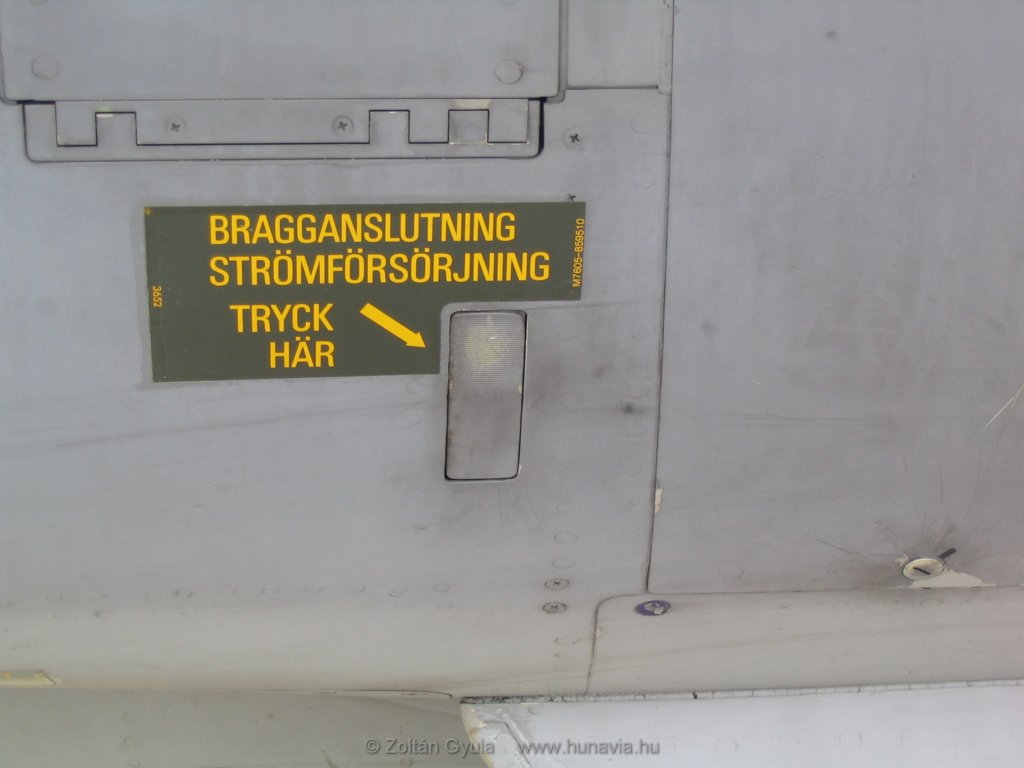 BRAGGANSLUTNING
STRÖMFÖRSÖRJNING
TRYCK
HÄR
3652
M7605-859510
© Zoltán Gyula www.hunavia.hu